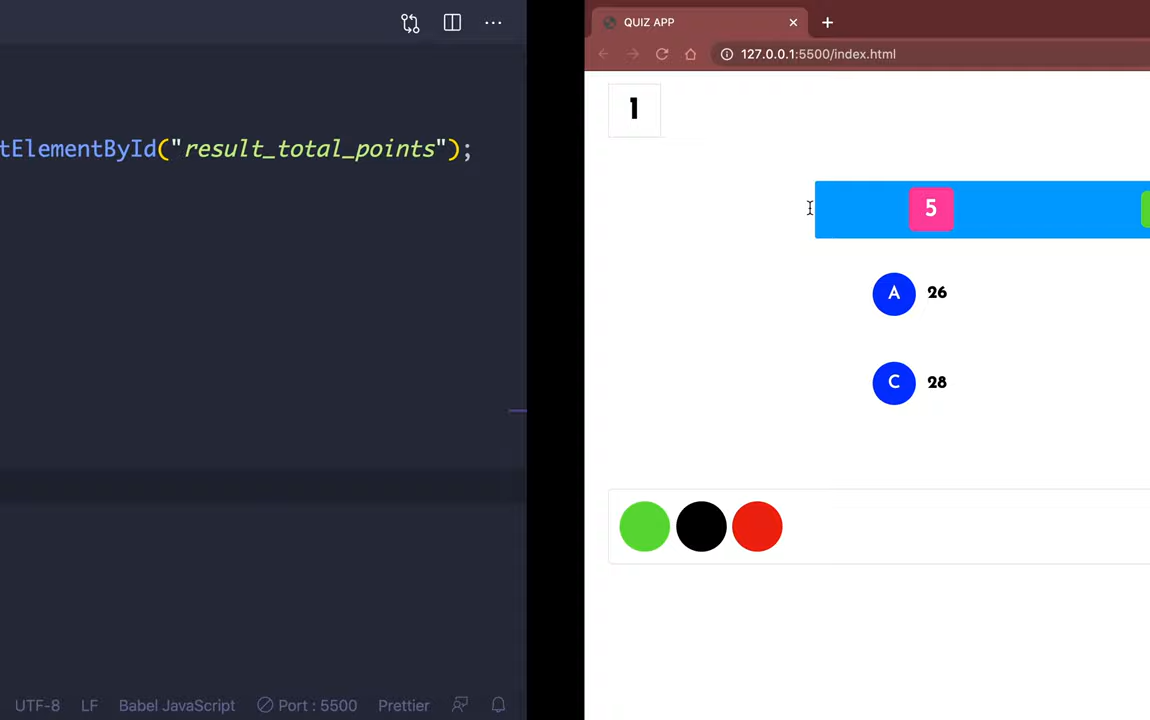 tElementById("result_total_points");
UTF-8 LF Babel JavaScript Port : 5500 Prettier
QUIZ APP
127.0.0.1:5500/index.html
1
5
A 26
C 28